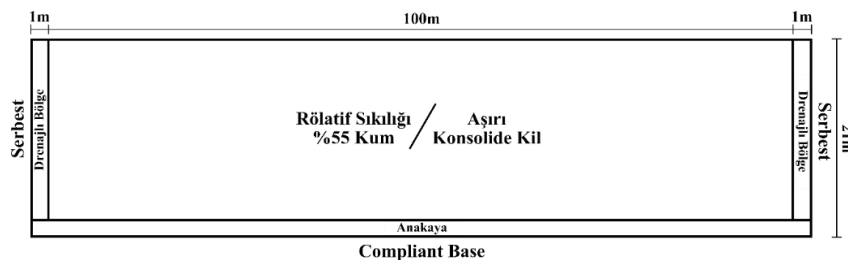 1m
100m
1m
Serbest
Drenajlı Bölge
Rölatif Sıkılığı
%55 Kum
Aşırı
Konsolide Kil
Drenajlı Bölge
Serbest
21m
Anakaya
Compliant Base